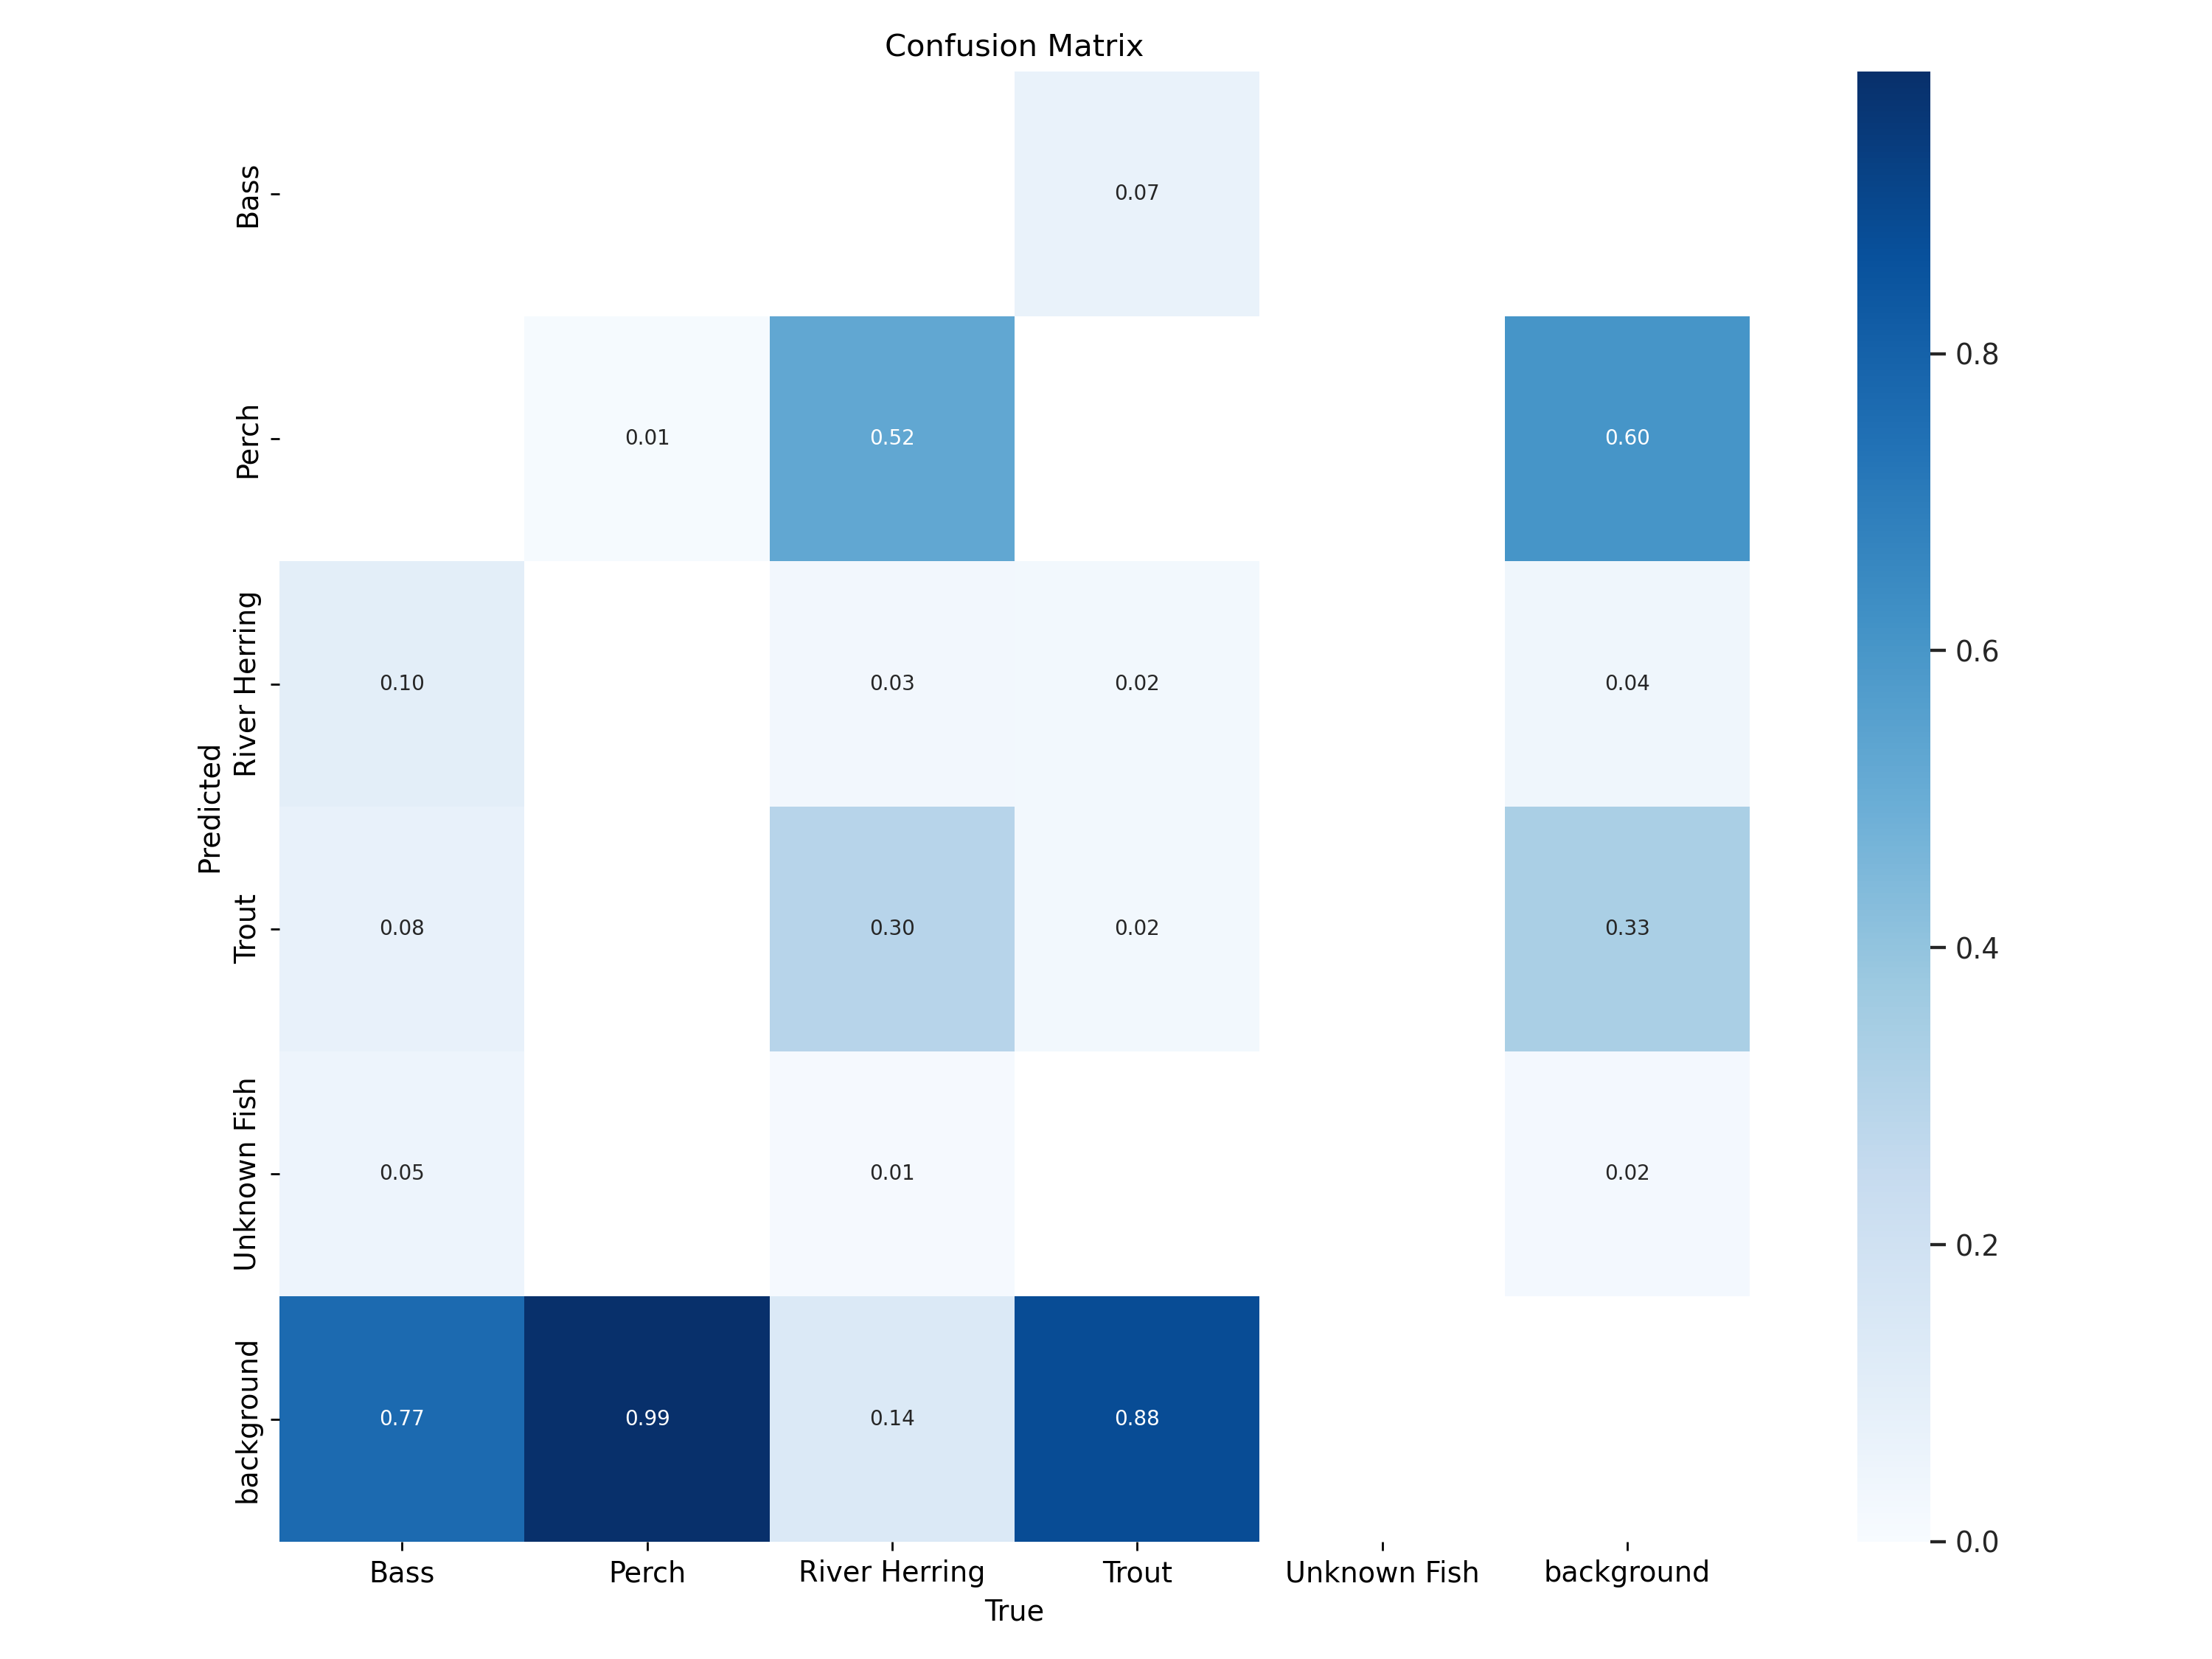 Confusion Matrix
Bass
0.07
Perch
0.01 0.52 0.60
River Herring
0.10 0.03 0.02 0.04
Trout
0.08 0.30 0.02 0.33
Unknown Fish
0.05 0.01 0.02
background
0.77 0.99 0.14 0.88
Predicted
Bass Perch River Herring Trout Unknown Fish background
True
0.8
0.6
0.4
0.2
0.0